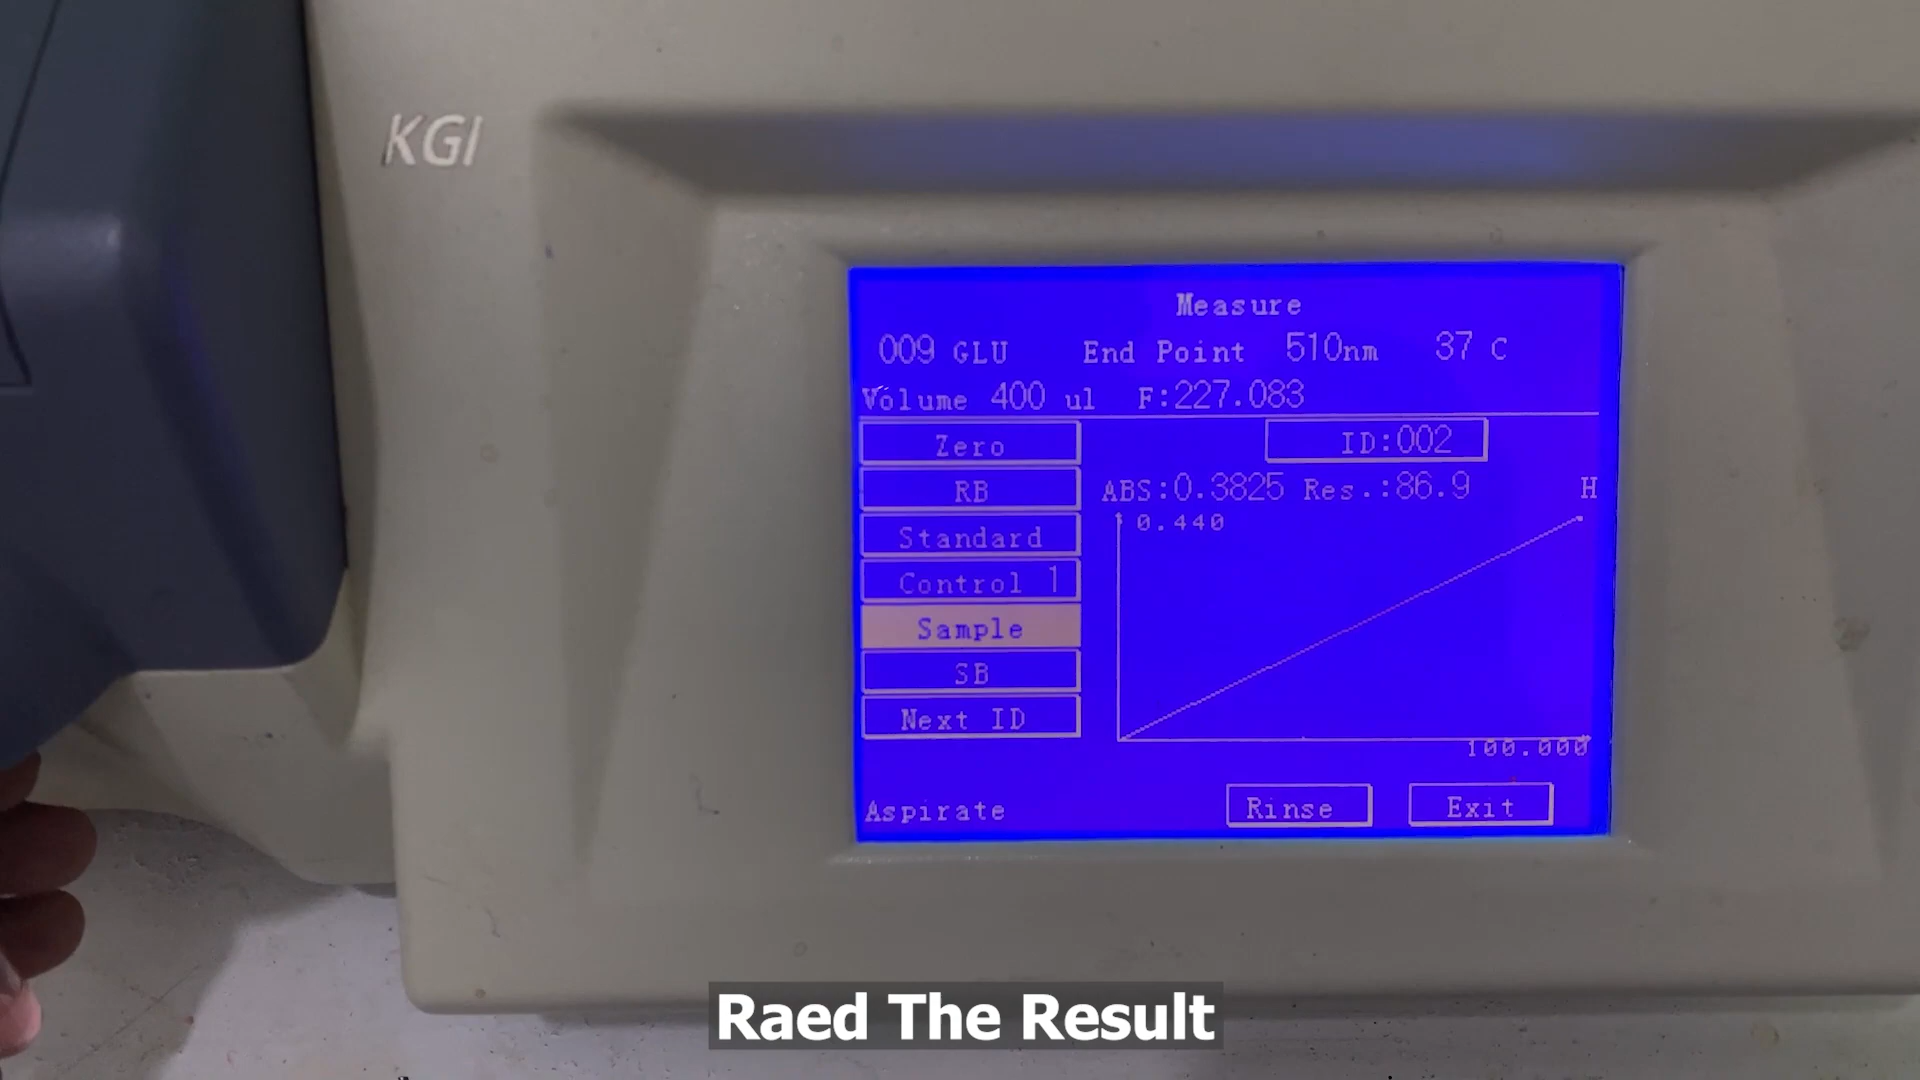 KGI
Measure
009 GLU End Point 510nm 37 C
Volume 400 ul F:227.083
Zero
ID:002
RB
ABS:0.3825 Res.:86.9 H
0.440
Standard
Control 1
Sample
SB
Next ID
100.000
Aspirate
Rinse
Exit
Raed The Result